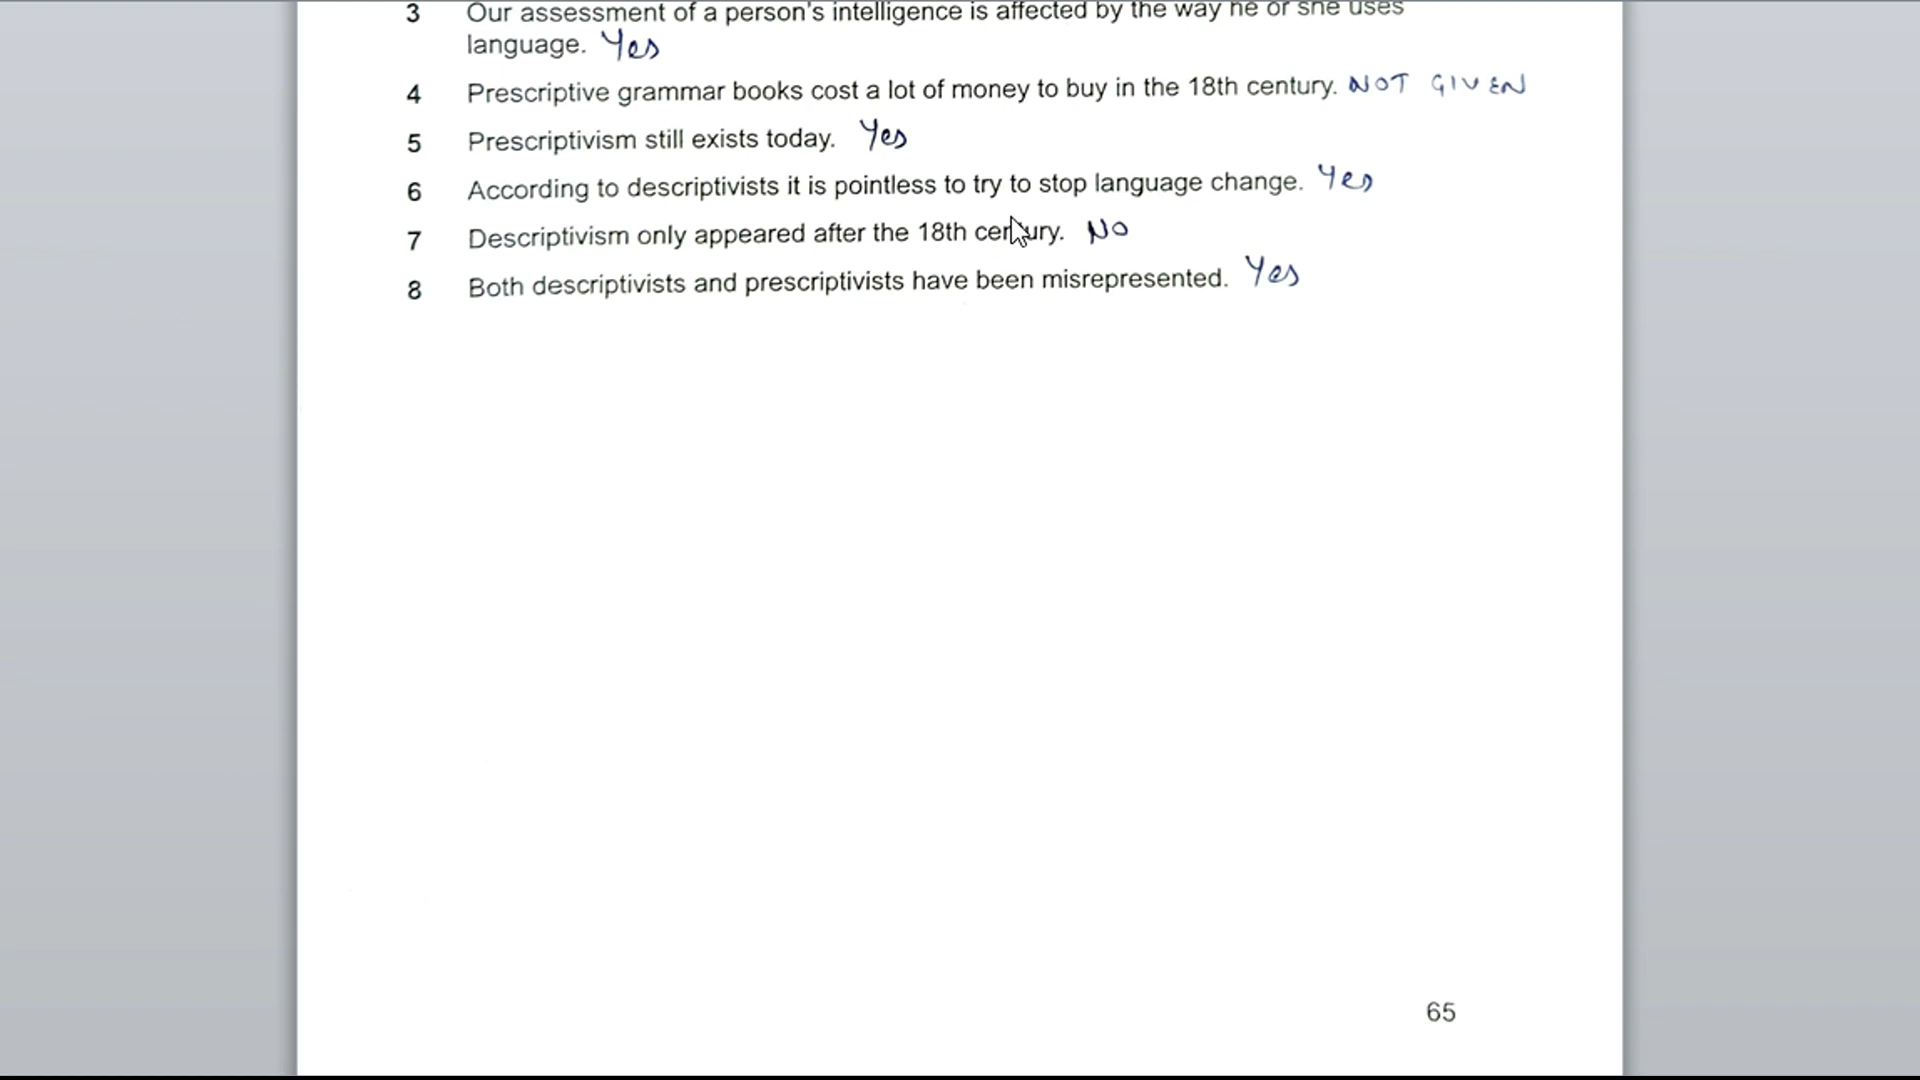 3 Our assessment of a person's intelligence is affected by the way he or she uses
language. Yes
4 Prescriptive grammar books cost a lot of money to buy in the 18th century. NOT GIVEN
5 Prescriptivism still exists today. Yes
6 According to descriptivists it is pointless to try to stop language change. Yes
7 Descriptivism only appeared after the 18th century. NO
8 Both descriptivists and prescriptivists have been misrepresented. Yes
65